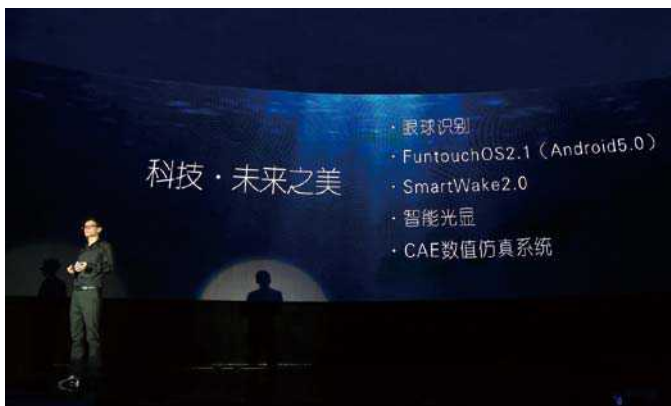 科技·未来之美
·眼球识别
·FuntouchOS2.1（Android5.0）
·SmartWake2.0
·智能光显
·CAE数值仿真系统